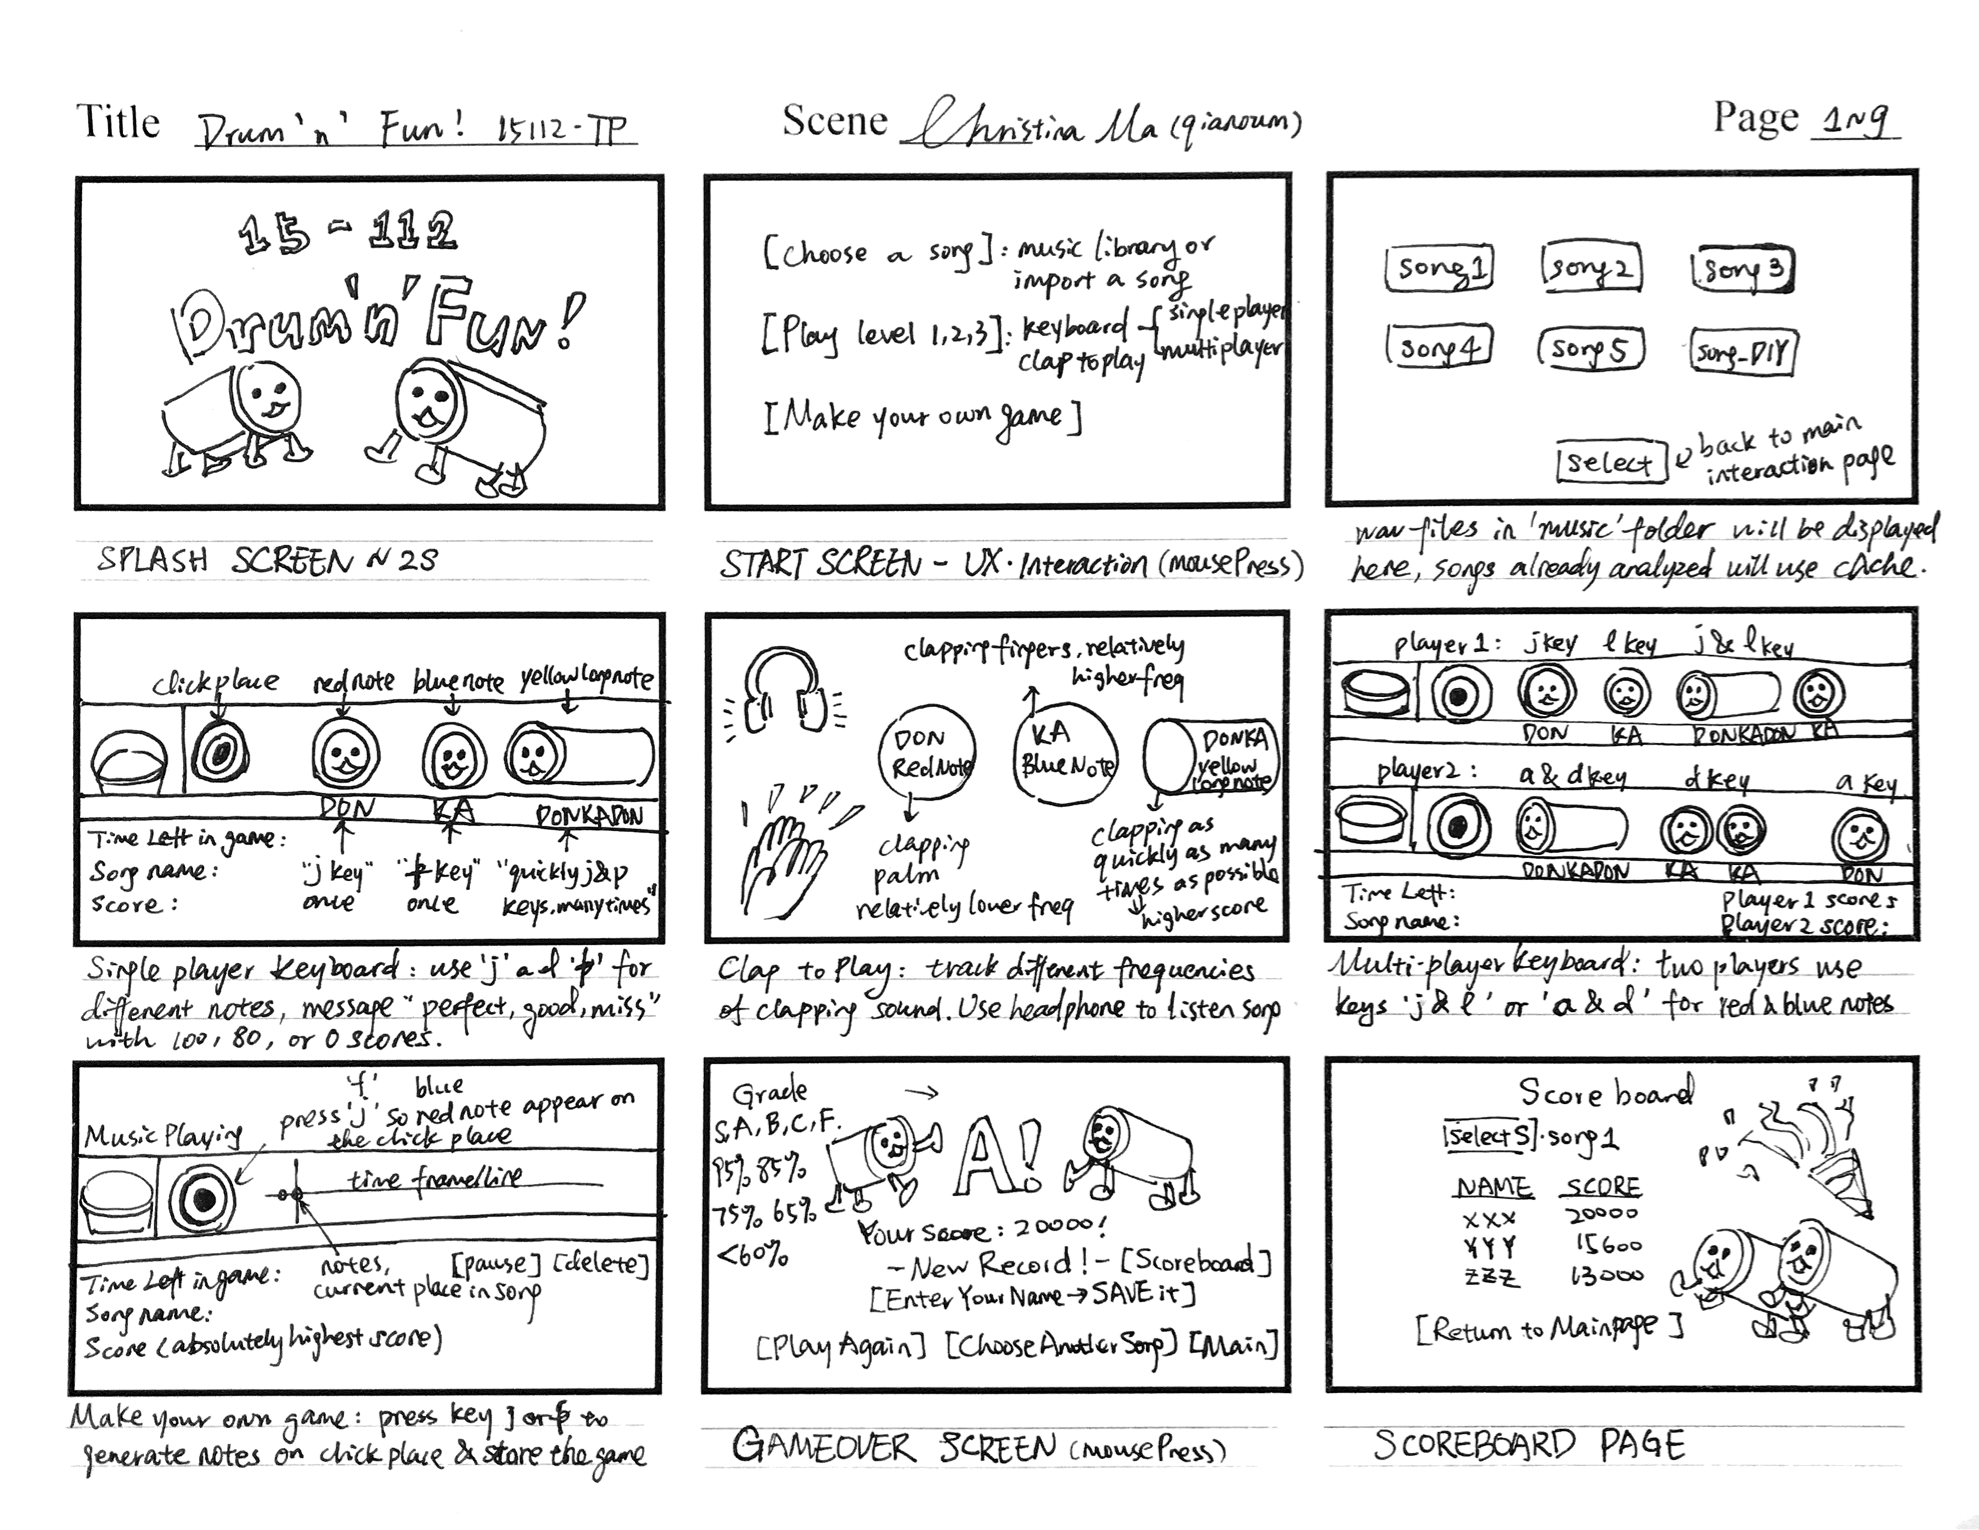 Title Drum'n' Fun! 15112-TP
Scene Christina Ma (qianoum)
Page 1~9
15-112
Drum'n'Fun!
SPLASH SCREEN ~ 2S
[Choose a song]: music library or
import a song
[Play level 1,2,3]: keyboard { single player
clap to play multiplayer
[Make your own game]
START SCREEN - UX·Interaction (mousePress)
song1 song2 song3
song4 song5 song_DIY
select back to main
interaction page
wav files in 'music' folder will be displayed
here, songs already analyzed will use cache.
click place red note blue note yellow long note
DON KA DONKADON
Time Left in game:
Song name: "j key" " key" "quickly j&p
Score: once once keys, many times"
Single player keyboard: use 'j' ad for
different notes, message "perfect, good, miss"
with 100, 80, or 0 scores.
clapping fingers, relatively
higher freq
DON
Red Note
KA
Blue Note
DONKA
yellow
long note
clapping
palm
relatively lower freq
clapping as
quickly as many
times as possible
higher score
Clap to Play: track different frequencies
of clapping sound. Use headphone to listen song
player1: j key l key j & l key
DON KA DONKADON KA
player2: a & d key d key a key
DONKADON KA KA DON
Time Left:
Song name:
Player 1 scores
Player 2 score:
Multi-player keyboard: two players use
keys 'j & l' or 'a & d' for red & blue notes
'f' blue
press 'j' so red note appear on
the click place
Music Playing
time frame/line
notes,
current place in song
[pause] [delete]
Time Left in game:
Song name:
Score (absolutely highest score)
Make your own game: press key j or f to
generate notes on click place & store the game
Grade
S, A, B, C, F.
95% 85%
75% 65%
<60%
A!
Your score: 20000!
- New Record! - [Scoreboard]
[Enter Your Name → SAVE it]
[Play Again] [Choose Another Song] [Main]
GAMEOVER SCREEN (mousePress)
Score board
[select S]·song1
NAME SCORE
XXX 20000
YYY 15600
ZZZ 13000
[Return to Mainpage]
SCOREBOARD PAGE